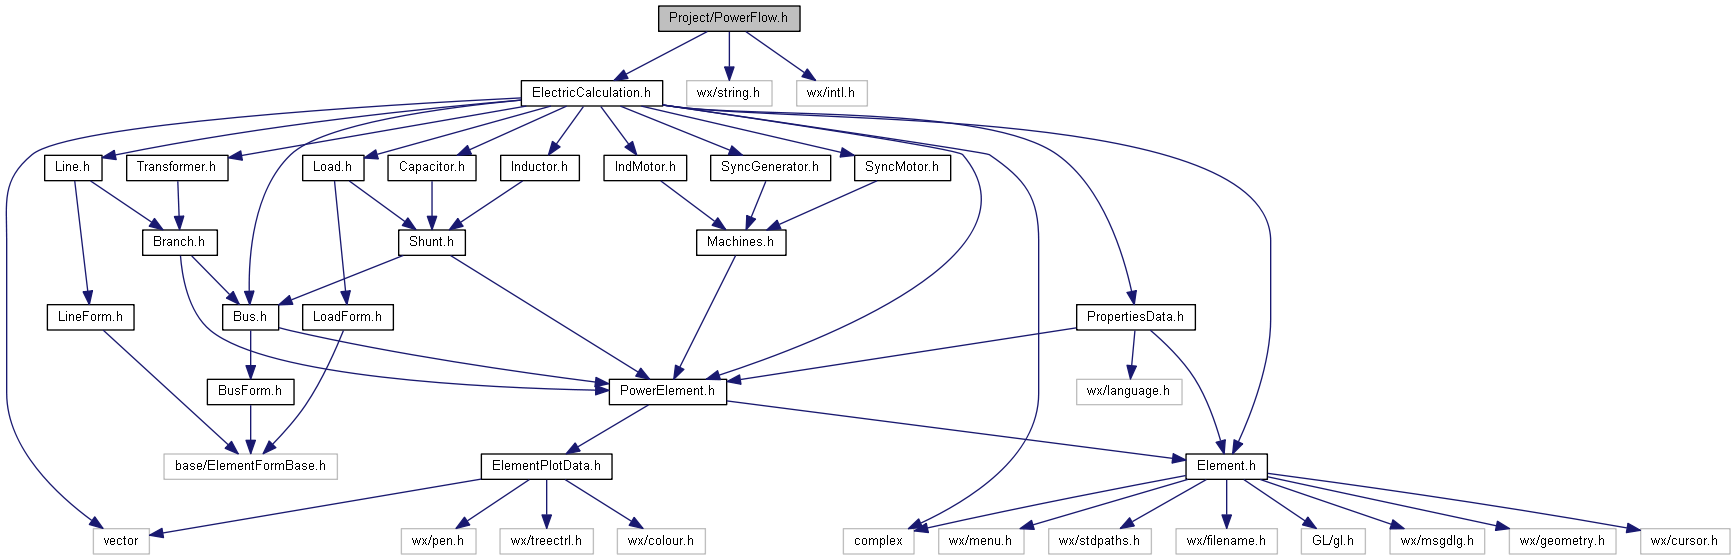 Project/PowerFlow.h
ElectricCalculation.h
wx/string.h
wx/intl.h
Line.h
Transformer.h
Load.h
Capacitor.h
Inductor.h
IndMotor.h
SyncGenerator.h
SyncMotor.h
Branch.h
Shunt.h
Machines.h
LineForm.h
Bus.h
LoadForm.h
PropertiesData.h
BusForm.h
PowerElement.h
wx/language.h
base/ElementFormBase.h
ElementPlotData.h
Element.h
vector
wx/pen.h
wx/treectrl.h
wx/colour.h
complex
wx/menu.h
wx/stdpaths.h
wx/filename.h
GL/gl.h
wx/msgdlg.h
wx/geometry.h
wx/cursor.h